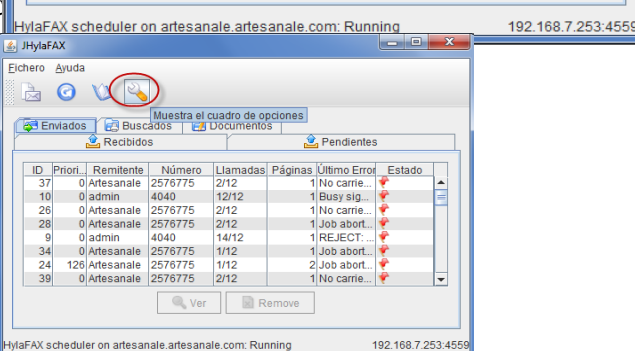 HylaFAX scheduler on artesanale.artesanale.com: Running 192.168.7.253:4559
JHylaFAX
Fichero Ayuda
Muestra el cuadro de opciones
Enviados Buscados Documentos
Recibidos Pendientes
ID Priori... Remitente Número Llamadas Páginas Último Error Estado
37 0 Artesanale 2576775 2/12 1 No carrie...
10 0 admin 4040 12/12 1 Busy sig...
26 0 Artesanale 2576775 2/12 1 No carrie...
28 0 Artesanale 2576775 2/12 1 Job abort...
9 0 admin 4040 14/12 1 REJECT: ...
34 0 Artesanale 2576775 1/12 1 Job abort...
24 126 Artesanale 2576775 1/12 2 Job abort...
39 0 Artesanale 2576775 2/12 1 No carrie...
Ver Remove
HylaFAX scheduler on artesanale.artesanale.com: Running 192.168.7.253:4559